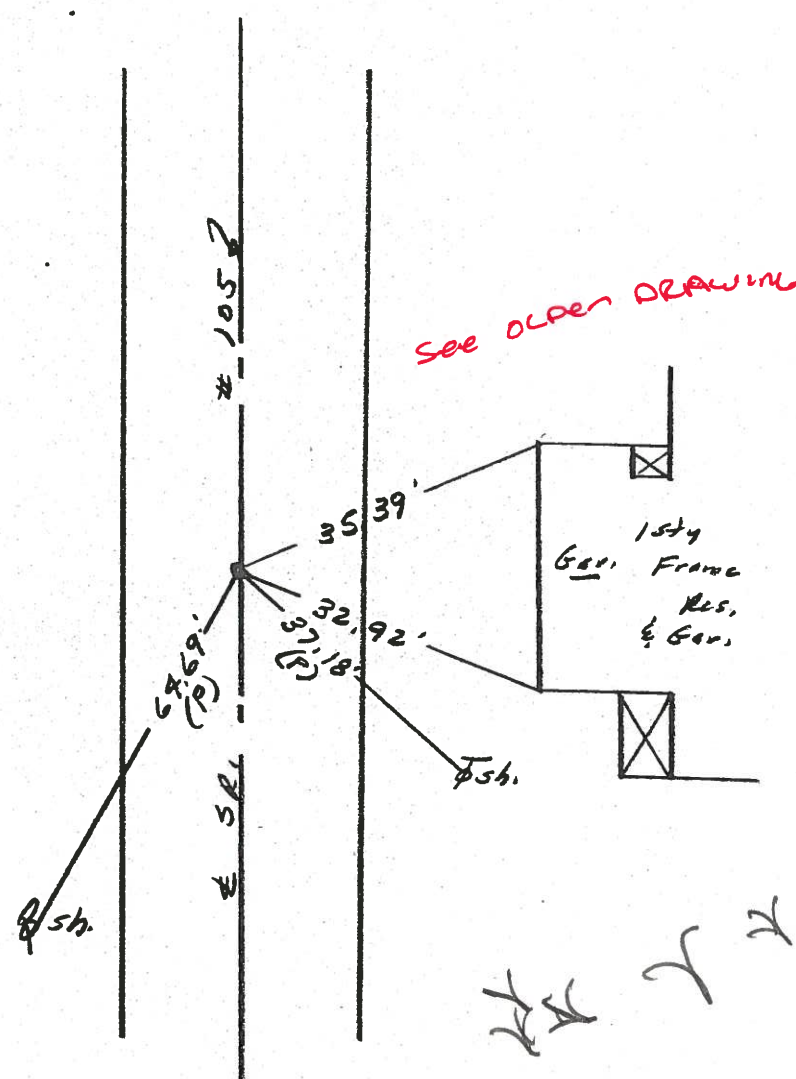 105
See OLDER DRAWING
35.39'
1 sty
Gar. Frame
Res.
& Gar.
32.92'
37.18'
(P)
64.69'
(P)
sh.
SR.
sh.